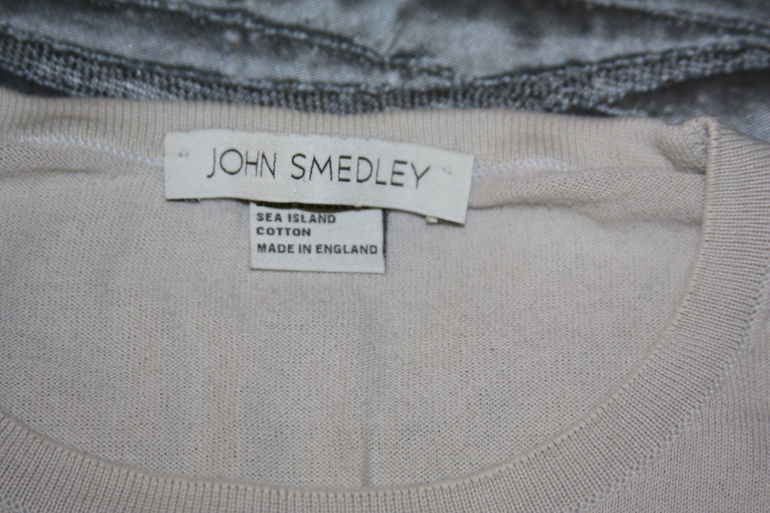 JOHN SMEDLEY
SEA ISLAND
COTTON
MADE IN ENGLAND